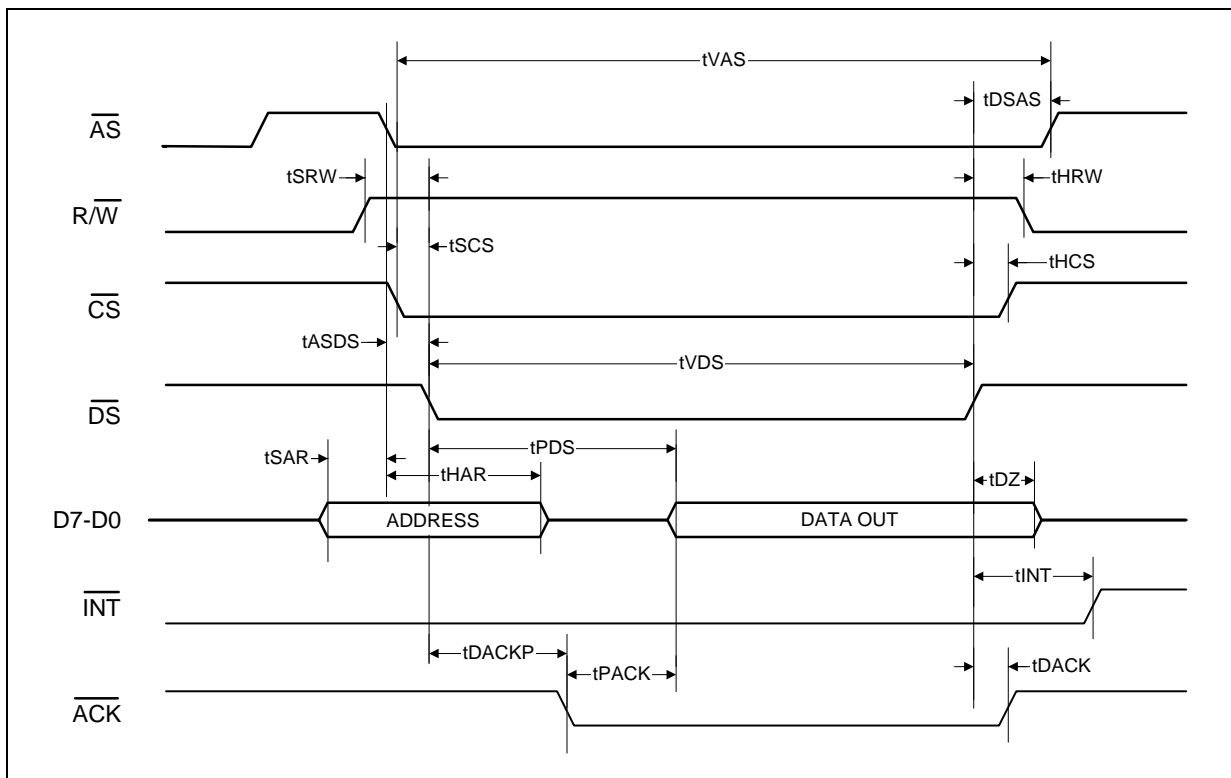 tVAS
tDSAS
AS
tSRW
tHRW
R/W
tSCS
tHCS
CS
tASDS
tVDS
DS
tPDS
tSAR
tHAR
tDZ
D7-D0
ADDRESS
DATA OUT
tINT
INT
tDACKP
tPACK
tDACK
ACK